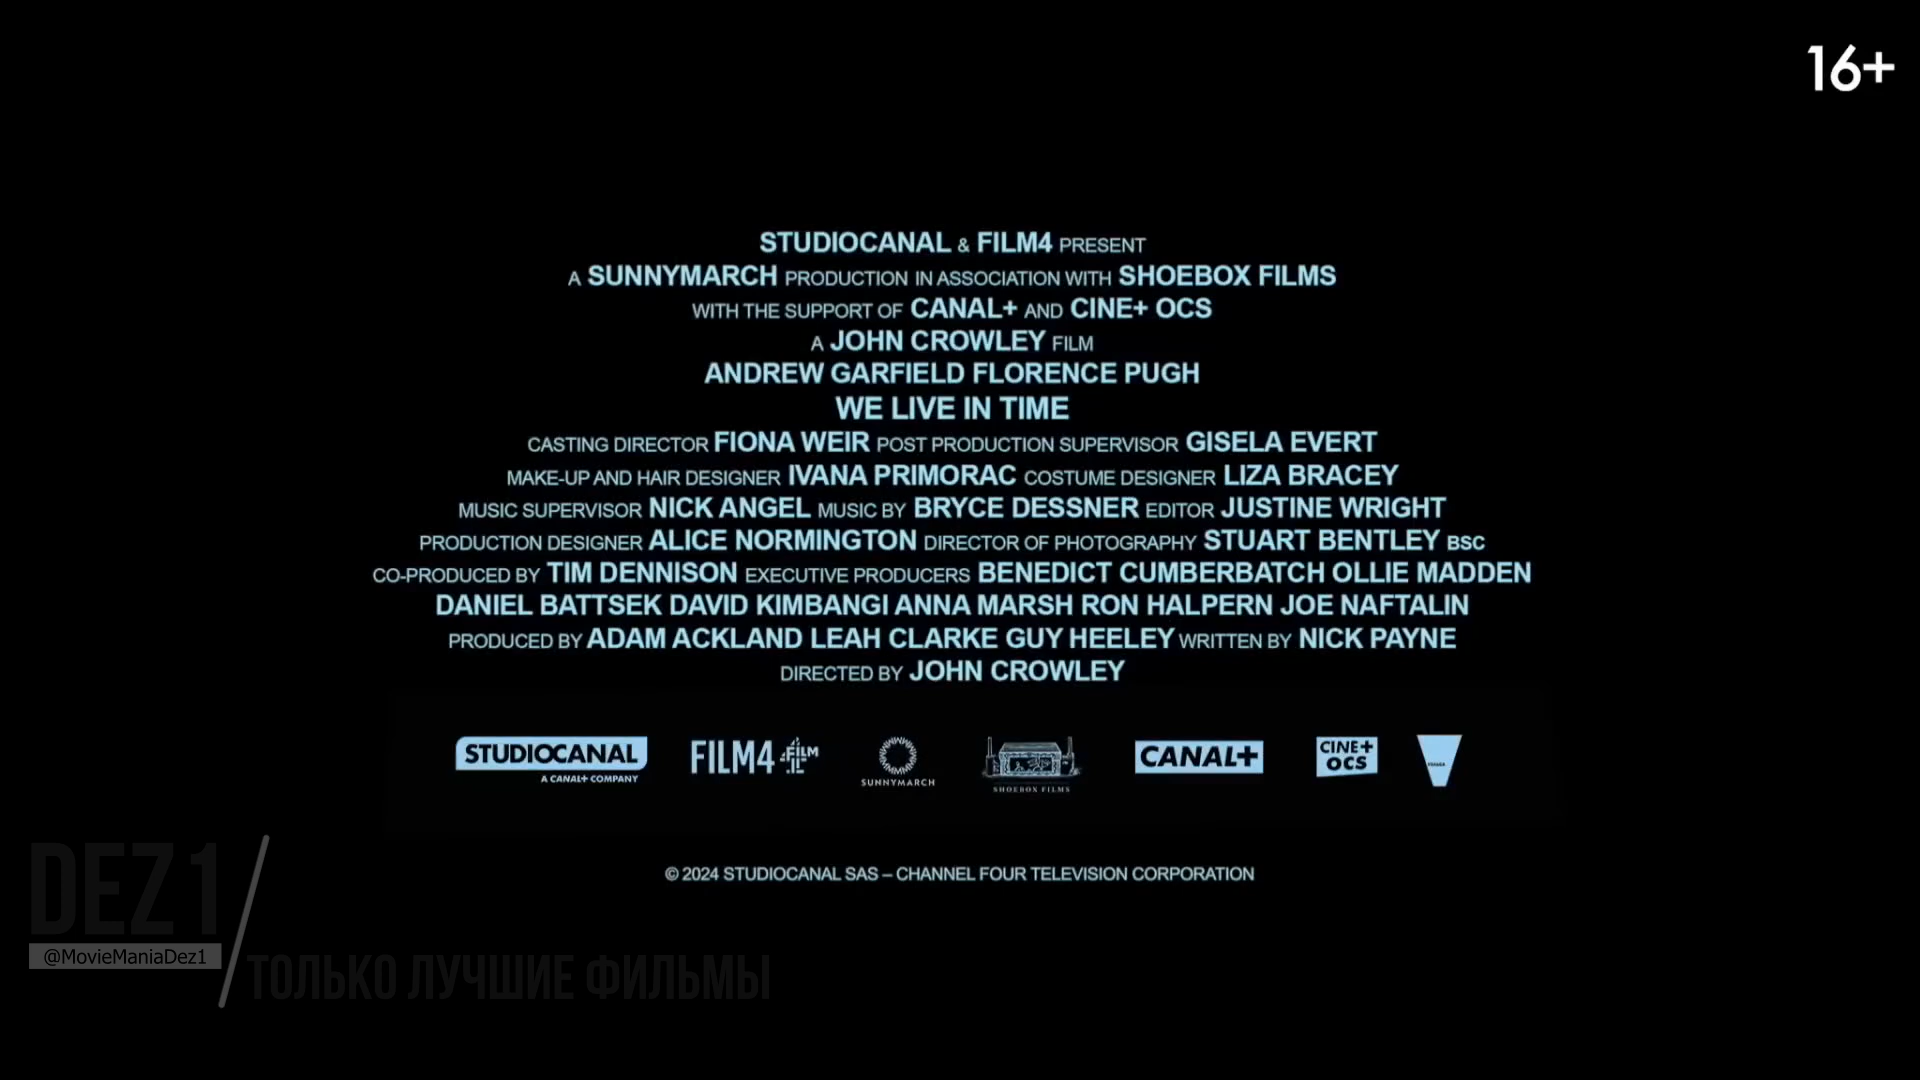 16+
STUDIOCANAL & FILM4 PRESENT
A SUNNYMARCH PRODUCTION IN ASSOCIATION WITH SHOEBOX FILMS
WITH THE SUPPORT OF CANAL+ AND CINE+ OCS
A JOHN CROWLEY FILM
ANDREW GARFIELD FLORENCE PUGH
WE LIVE IN TIME
CASTING DIRECTOR FIONA WEIR POST PRODUCTION SUPERVISOR GISELA EVERT
MAKE-UP AND HAIR DESIGNER IVANA PRIMORAC COSTUME DESIGNER LIZA BRACEY
MUSIC SUPERVISOR NICK ANGEL MUSIC BY BRYCE DESSNER EDITOR JUSTINE WRIGHT
PRODUCTION DESIGNER ALICE NORMINGTON DIRECTOR OF PHOTOGRAPHY STUART BENTLEY BSC
CO-PRODUCED BY TIM DENNISON EXECUTIVE PRODUCERS BENEDICT CUMBERBATCH OLLIE MADDEN
DANIEL BATTSEK DAVID KIMBANGI ANNA MARSH RON HALPERN JOE NAFTALIN
PRODUCED BY ADAM ACKLAND LEAH CLARKE GUY HEELEY WRITTEN BY NICK PAYNE
DIRECTED BY JOHN CROWLEY
STUDIOCANAL
A CANAL+ COMPANY
FILM4 4 FILM
SUNNYMARCH
SHOEBOX FILMS
CANAL+
CINE+
OCS
© 2024 STUDIOCANAL SAS – CHANNEL FOUR TELEVISION CORPORATION
DEZ1
@MovieManiaDez1
ТОЛЬКО ЛУЧШИЕ ФИЛЬМЫ